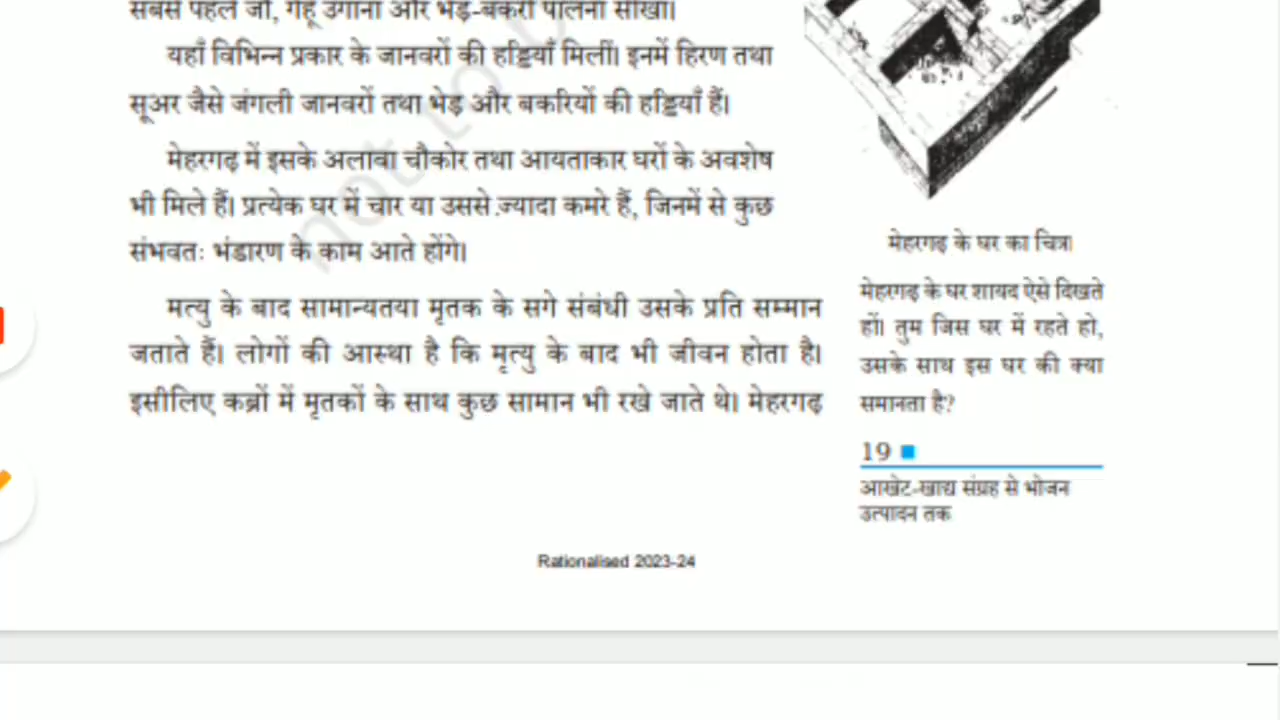 सबसे पहले जौ, गेहूँ उगाना और भेड़-बकरी पालना सीखा।
यहाँ विभिन्न प्रकार के जानवरों की हड्डियाँ मिलीं। इनमें हिरण तथा
सूअर जैसे जंगली जानवरों तथा भेड़ और बकरियों की हड्डियाँ हैं।
मेहरगढ़ में इसके अलावा चौकोर तथा आयताकार घरों के अवशेष
भी मिले हैं। प्रत्येक घर में चार या उससे ज्यादा कमरे हैं, जिनमें से कुछ
संभवतः भंडारण के काम आते होंगे।
मत्यु के बाद सामान्यतया मृतक के सगे संबंधी उसके प्रति सम्मान
जताते हैं। लोगों की आस्था है कि मृत्यु के बाद भी जीवन होता है।
इसीलिए कब्रों में मृतकों के साथ कुछ सामान भी रखे जाते थे। मेहरगढ़
मेहरगढ़ के घर का चित्र।
मेहरगढ़ के घर शायद ऐसे दिखते
हों। तुम जिस घर में रहते हो,
उसके साथ इस घर की क्या
समानता है?
19
आखेट-खाद्य संग्रह से भोजन
उत्पादन तक
Rationalised 2023-24
not to b